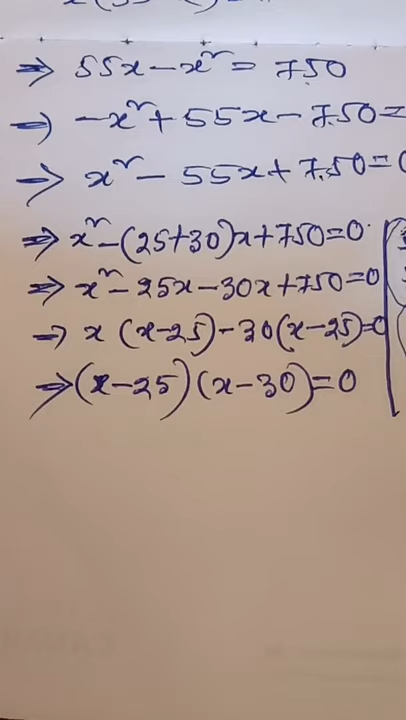 ⇒ 55x - x² = 750
⇒ -x² + 55x - 750 =
⇒ x² - 55x + 750 = 0
⇒ x² - (25+30)x + 750 = 0
⇒ x² - 25x - 30x + 750 = 0
⇒ x (x-25) - 30(x-25) = 0
⇒ (x-25) (x-30) = 0